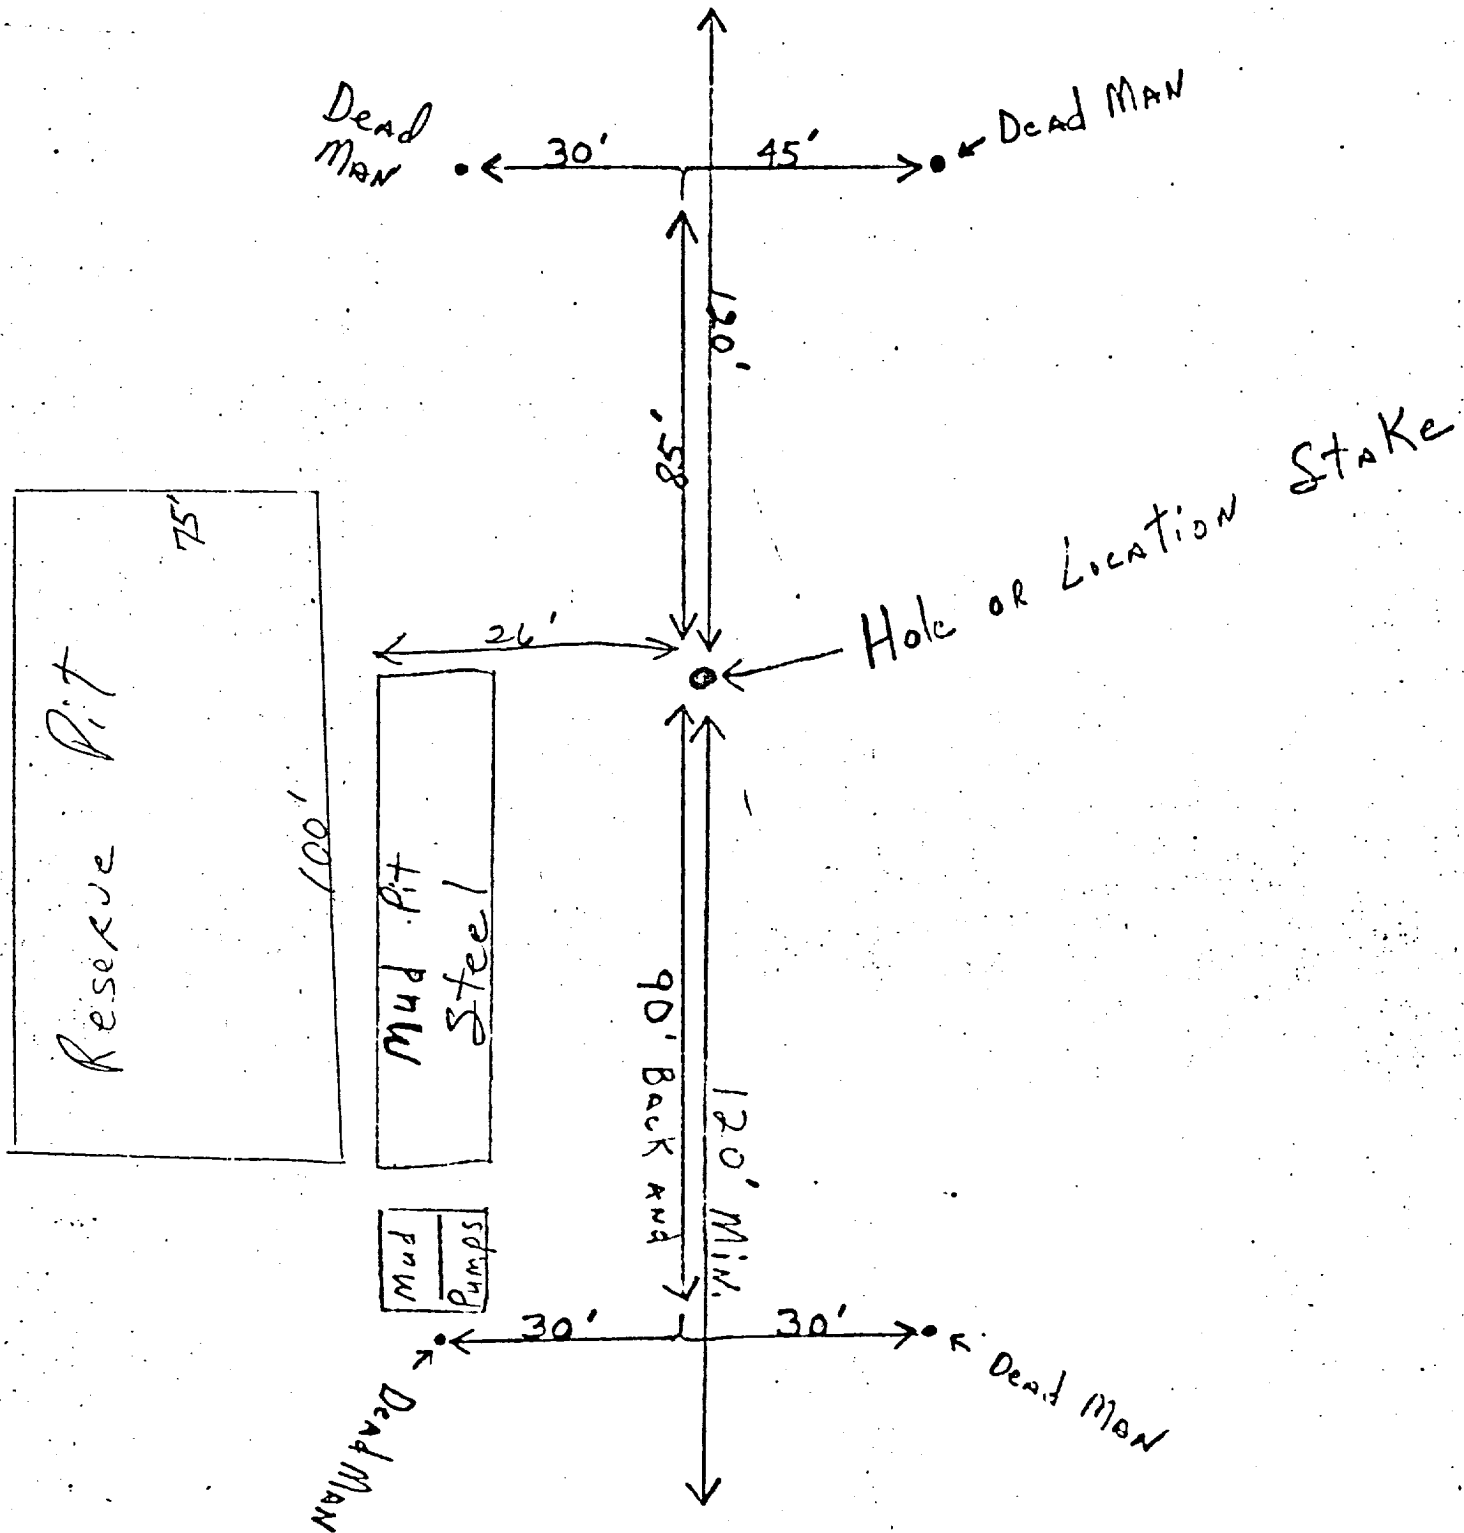 Dead
Man
30'
45'
Dead Man
190'
85'
Stake
Hole or Location
75'
26'
Reserve Pit
100'
Mud Pit
Steel
90' Back and
120' Min.
Mud
Pumps
30'
30'
Dead Man
Dead Man